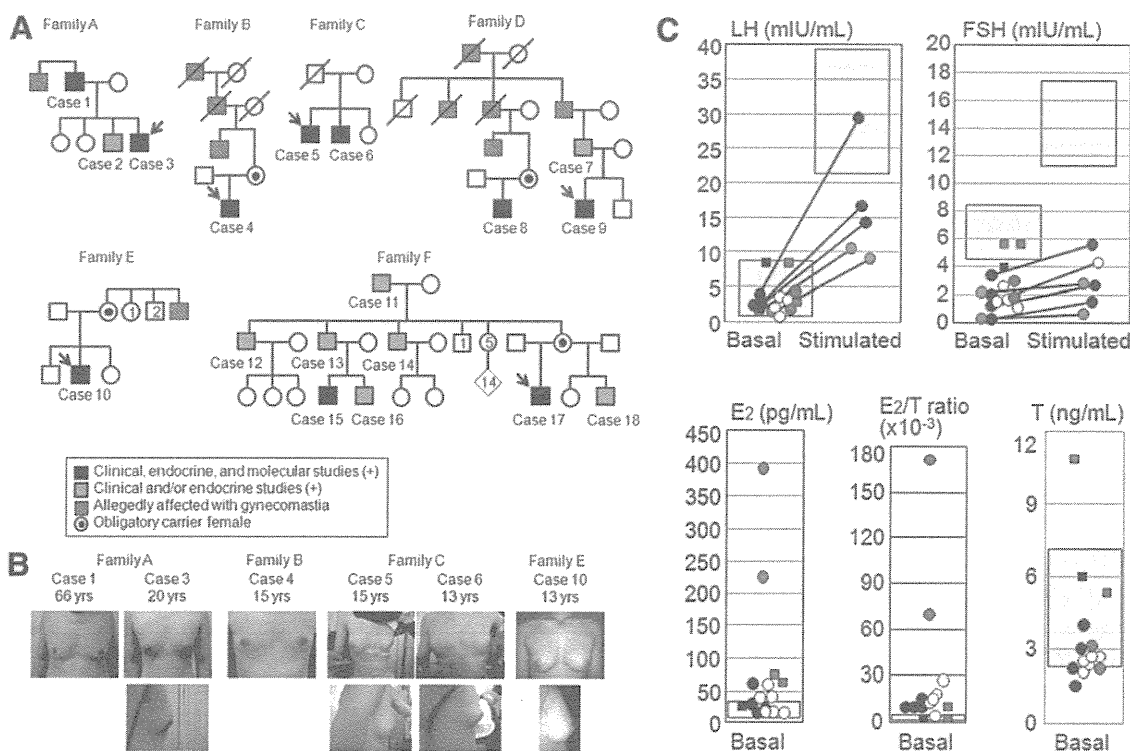 A
Family A
Family B
Family C
Family D
Case 1
Case 2
Case 3
Case 4
Case 5
Case 6
Case 7
Case 8
Case 9
Family E
Family F
1
2
Case 10
Case 11
Case 12
Case 13
Case 14
1
5
14
Case 15
Case 16
Case 17
Case 18
Clinical, endocrine, and molecular studies (+)
Clinical and/or endocrine studies (+)
Allegedly affected with gynecomastia
Obligatory carrier female
B
Family A
Family B
Family C
Family E
Case 1
66 yrs
Case 3
20 yrs
Case 4
15 yrs
Case 5
15 yrs
Case 6
13 yrs
Case 10
13 yrs
C
LH (mIU/mL)
40
35
30
25
20
15
10
5
0
Basal Stimulated
FSH (mIU/mL)
20
18
16
14
12
10
8
6
4
2
0
Basal Stimulated
E2 (pg/mL)
450
400
350
300
250
200
150
100
50
0
Basal
E2/T ratio
(x10-3)
180
150
120
90
60
30
0
Basal
T (ng/mL)
12
9
6
3
0
Basal